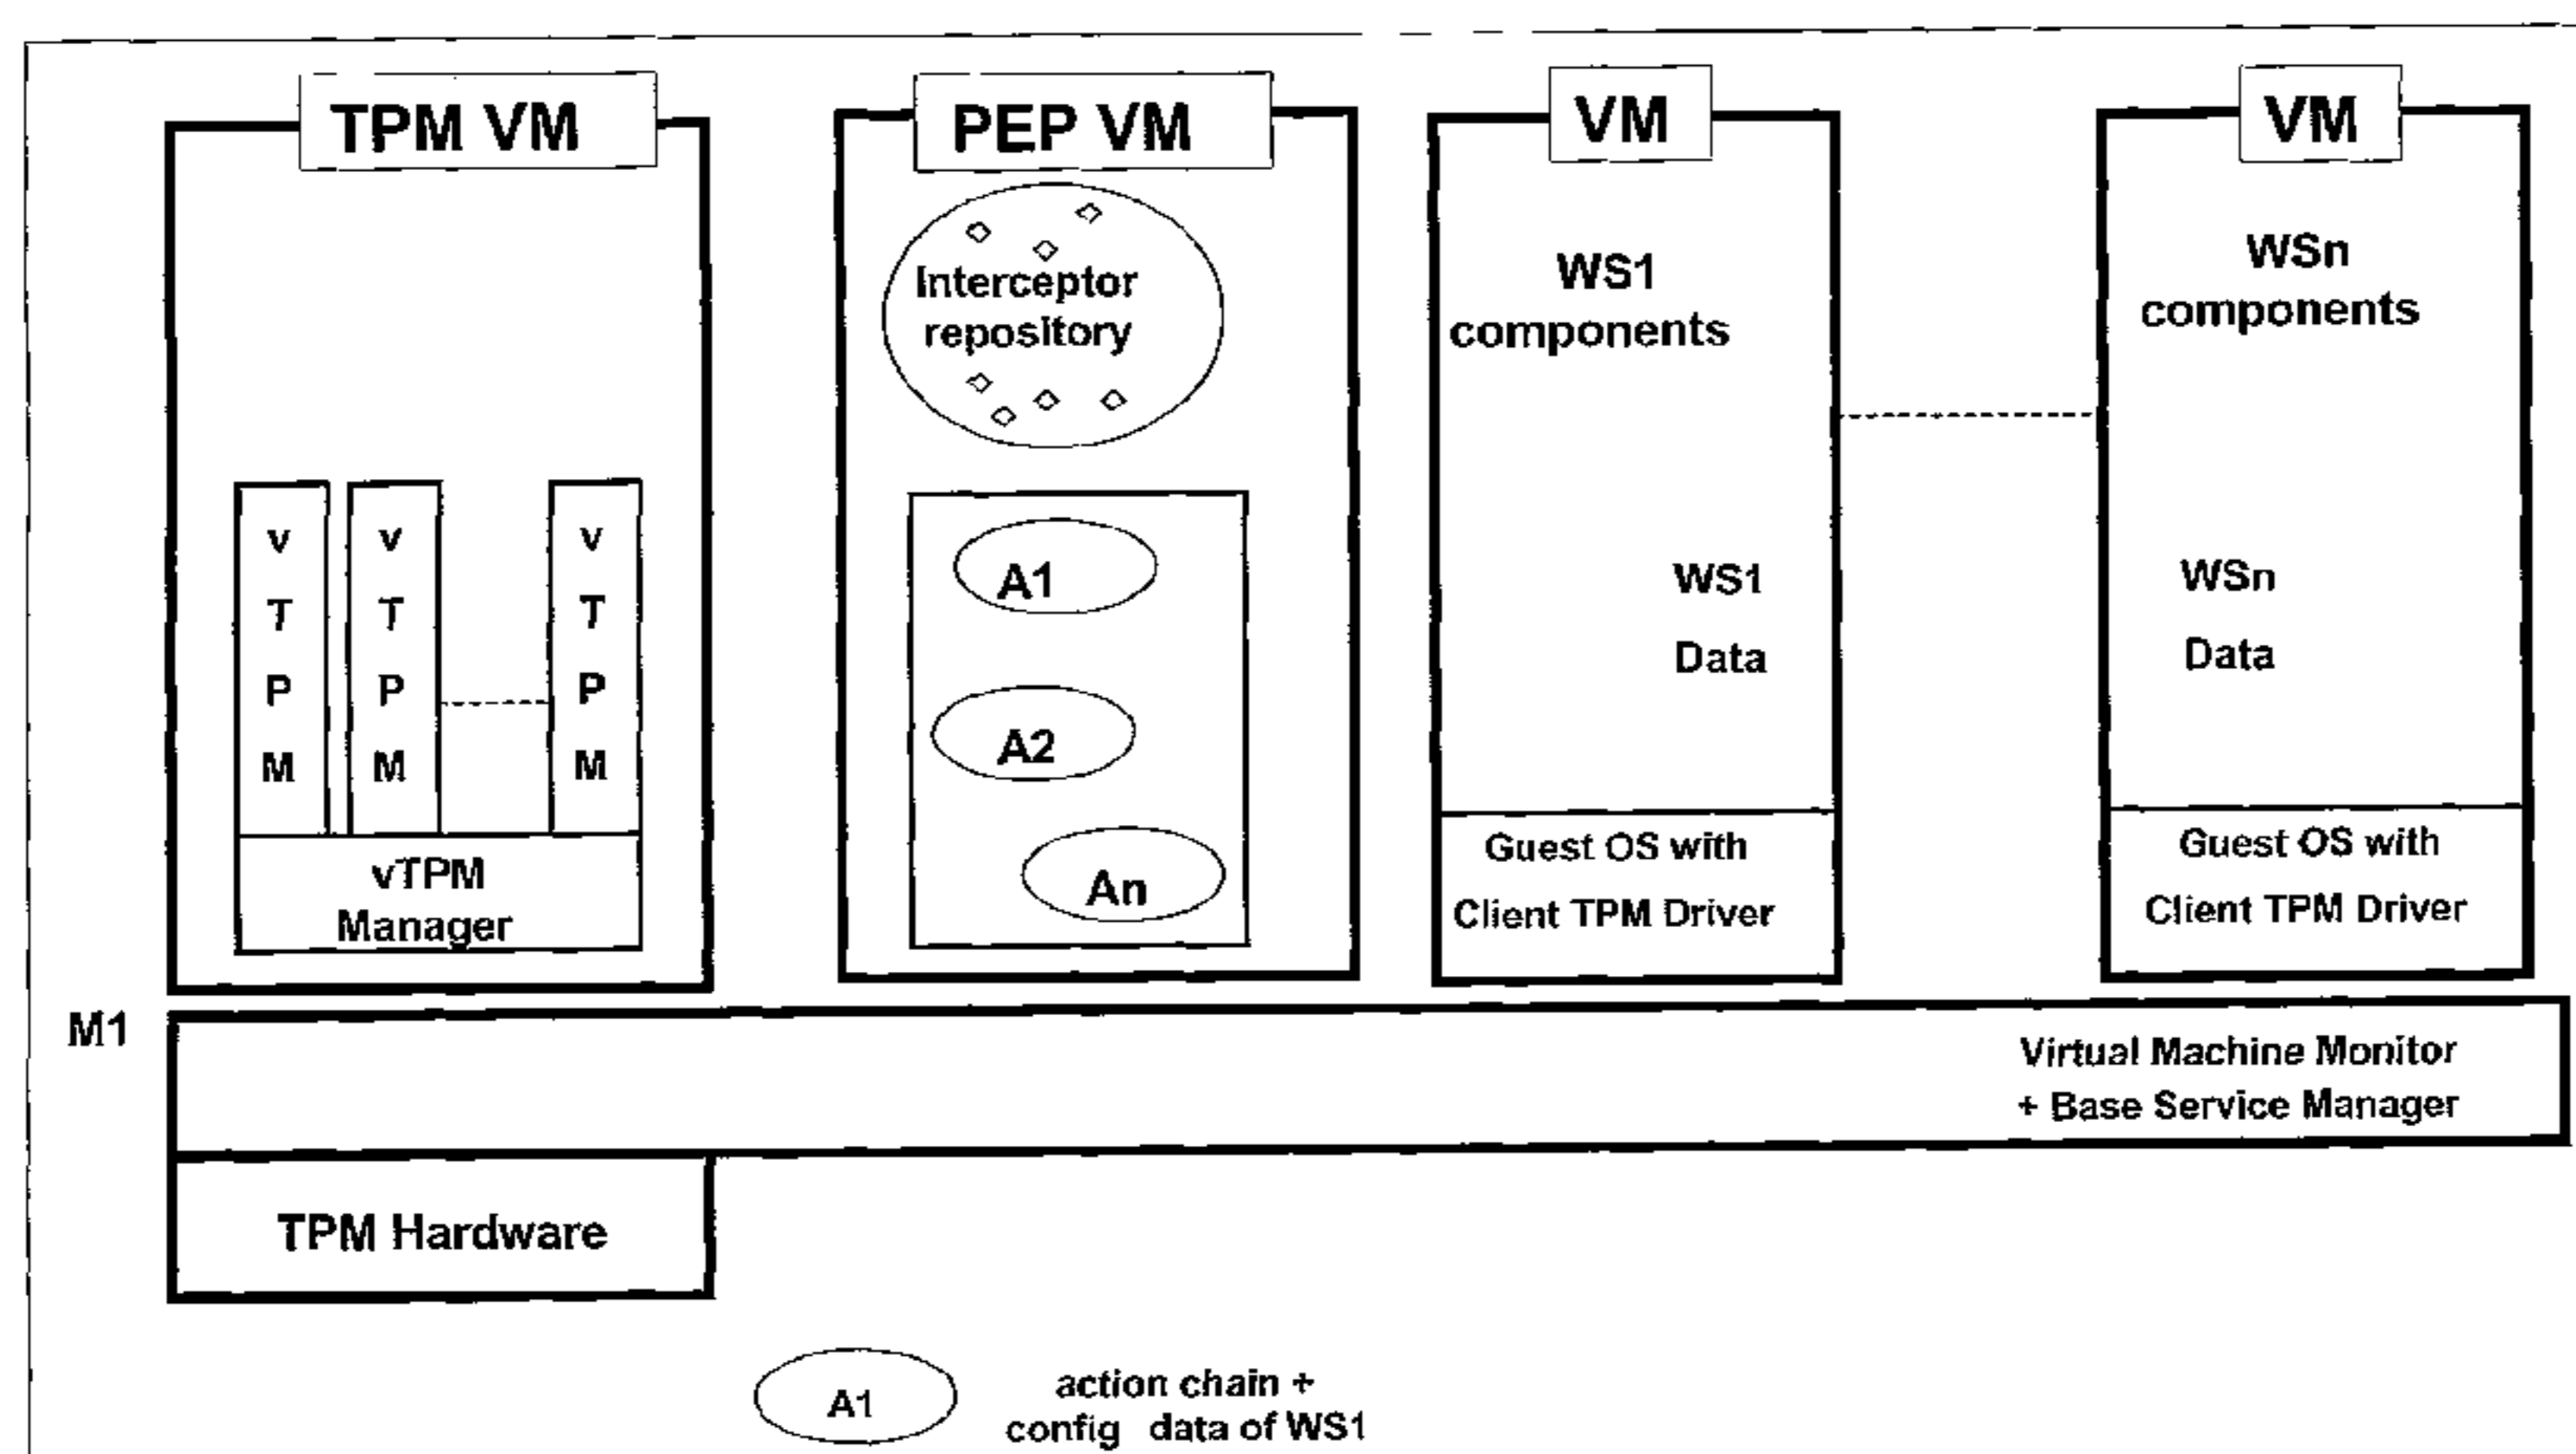 TPM VM
v
T
P
M
v
T
P
M
v
T
P
M
vTPM
Manager
PEP VM
Interceptor
repository
A1
A2
An
VM
WS1
components
WS1
Data
Guest OS with
Client TPM Driver
VM
WSn
components
WSn
Data
Guest OS with
Client TPM Driver
M1
Virtual Machine Monitor
+ Base Service Manager
TPM Hardware
A1
action chain +
config data of WS1